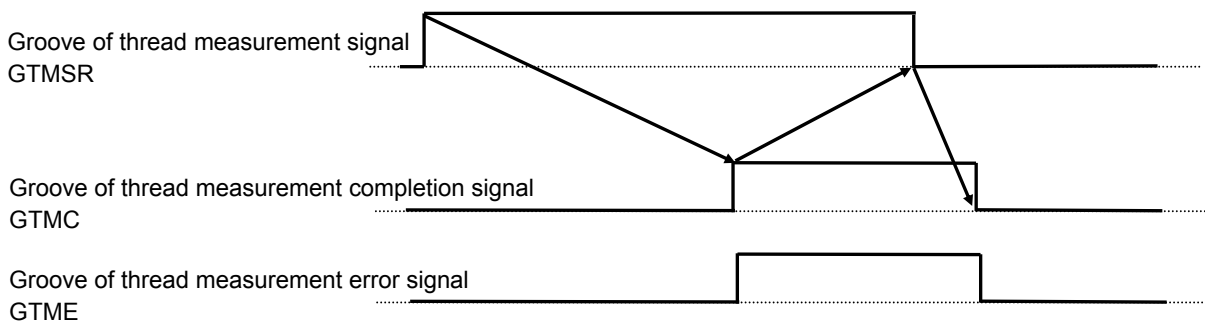 Groove of thread measurement signal
GTMSR
Groove of thread measurement completion signal
GTMC
Groove of thread measurement error signal
GTME